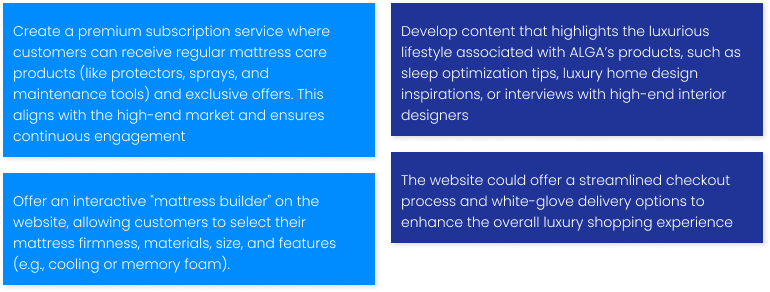 Create a premium subscription service where
customers can receive regular mattress care
products (like protectors, sprays, and
maintenance tools) and exclusive offers. This
aligns with the high-end market and ensures
continuous engagement
Offer an interactive "mattress builder" on the
website, allowing customers to select their
mattress firmness, materials, size, and features
(e.g., cooling or memory foam).
Develop content that highlights the luxurious
lifestyle associated with ALGA’s products, such as
sleep optimization tips, luxury home design
inspirations, or interviews with high-end interior
designers
The website could offer a streamlined checkout
process and white-glove delivery options to
enhance the overall luxury shopping experience